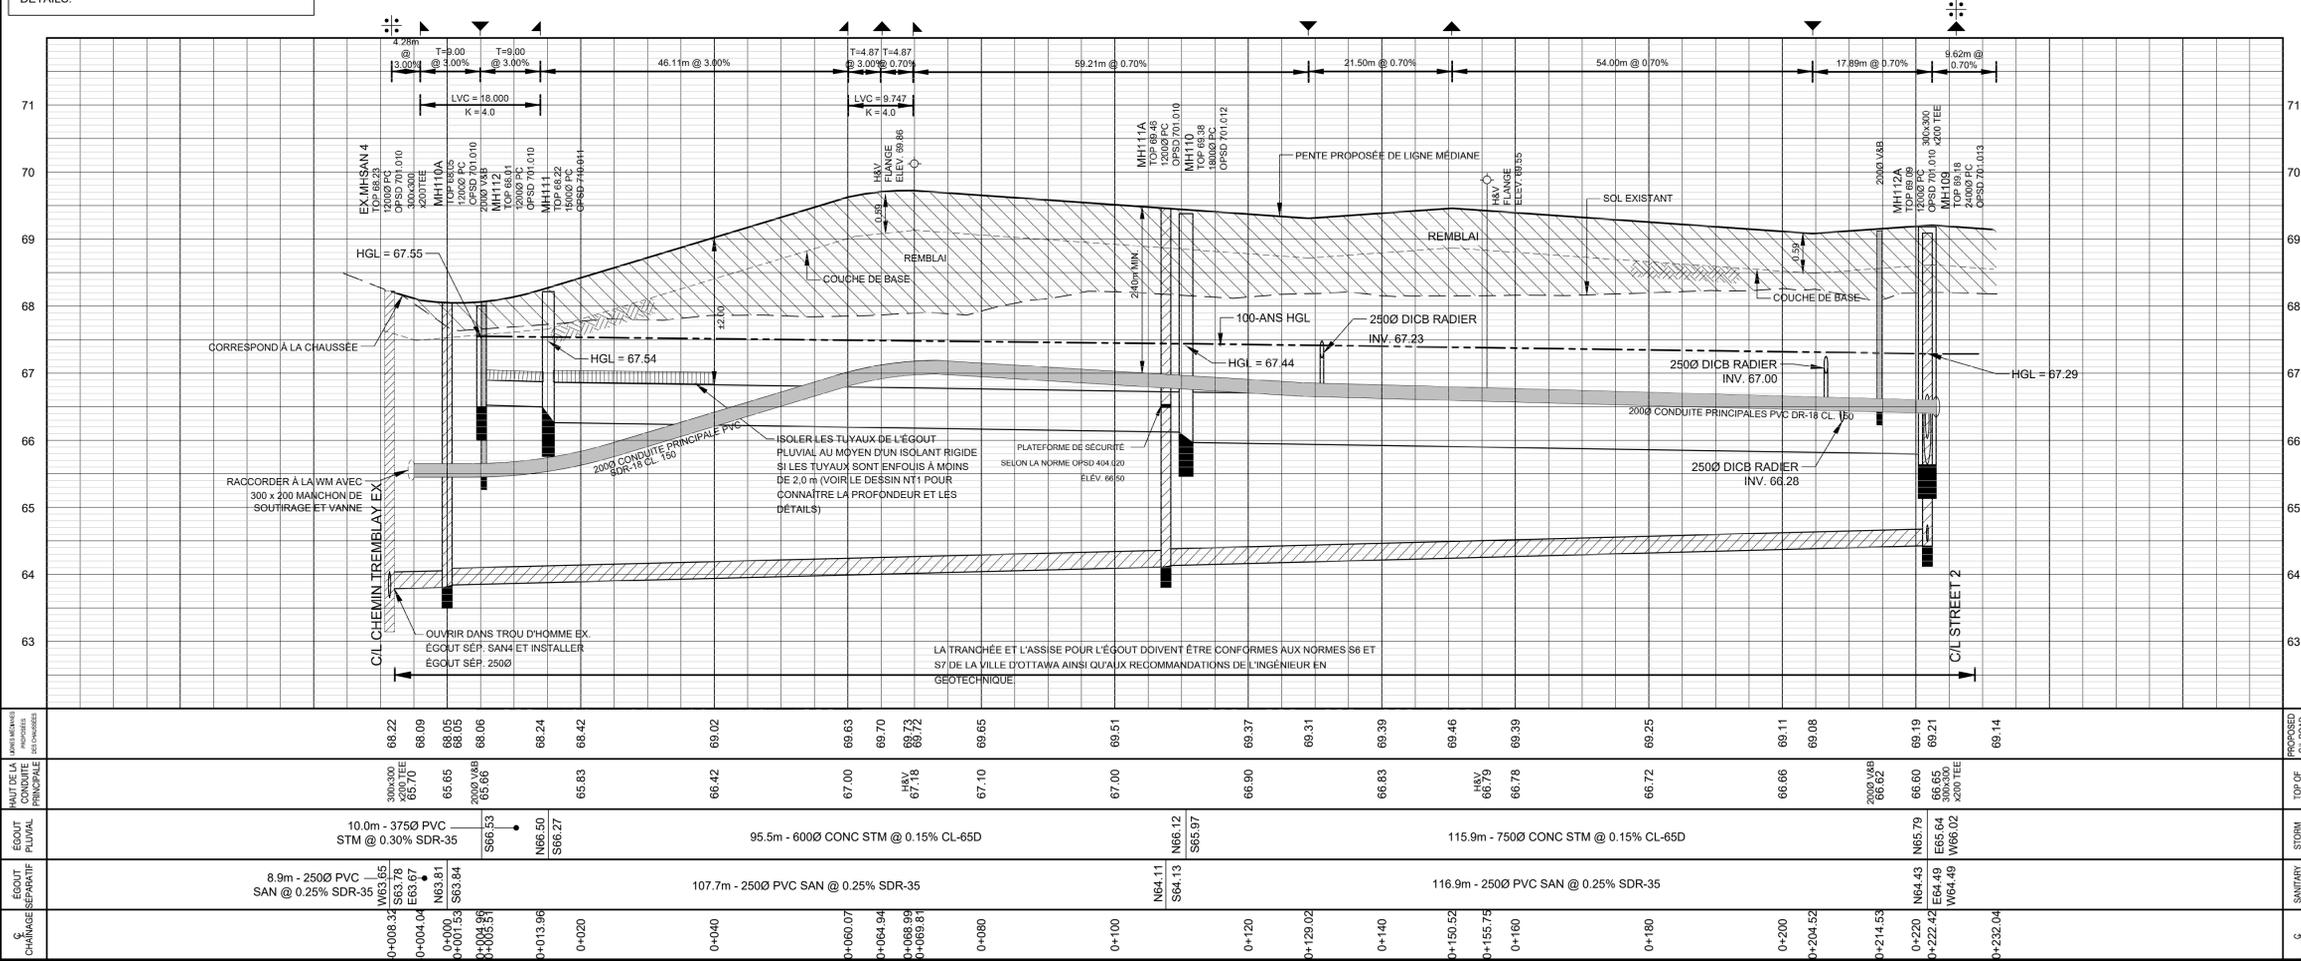 DÉTAILS.
4.28m
@
3.00%
T=9.00
@ 3.00%
T=9.00
@ 3.00%
46.11m @ 3.00%
T=4.87
@ 3.00%
T=4.87
@ 0.70%
59.21m @ 0.70%
21.50m @ 0.70%
54.00m @ 0.70%
17.89m @ 0.70%
9.62m @
0.70%
LVC = 18.000
K = 4.0
LVC = 9.747
K = 4.0
71
70
69
68
67
66
65
64
63
71
70
69
68
67
66
65
64
63
EX.MHSAN 4
TOP 68.23
1200Ø PC
OPSD 701.010
300x300
x200TEE
MH110A
TOP 68.05
1200Ø PC
OPSD 701.010
200Ø V&B
MH112
TOP 68.01
1200Ø PC
OPSD 701.010
MH111
TOP 68.22
1500Ø PC
OPSD 710.011
H&V
FLANGE
ELEV. 69.86
MH111A
TOP 69.46
1200Ø PC
OPSD 701.010
MH110
TOP 69.38
1800Ø PC
OPSD 701.012
H&V
FLANGE
ELEV. 69.55
200Ø V&B
MH112A
TOP 69.09
1200Ø PC
OPSD 701.010
300x300
x200 TEE
MH109
TOP 69.18
2400Ø PC
OPSD 701.013
PENTE PROPOSÉE DE LIGNE MÉDIANE
SOL EXISTANT
REMBLAI
REMBLAI
COUCHE DE BASE
COUCHE DE BASE
0.59
0.59
±2.00
2.40m MIN.
HGL = 67.55
CORRESPOND À LA CHAUSSÉE
HGL = 67.54
100-ANS HGL
HGL = 67.44
250Ø DICB RADIER
INV. 67.23
250Ø DICB RADIER
INV. 67.00
HGL = 67.29
200Ø CONDUITE PRINCIPALE PVC
SDR-18 CL. 150
200Ø CONDUITE PRINCIPALES PVC DR-18 CL. 150
ISOLER LES TUYAUX DE L'ÉGOUT
PLUVIAL AU MOYEN D'UN ISOLANT RIGIDE
SI LES TUYAUX SONT ENFOUIS À MOINS
DE 2,0 m (VOIR LE DESSIN NT1 POUR
CONNAÎTRE LA PROFONDEUR ET LES
DÉTAILS)
PLATEFORME DE SÉCURITÉ
SELON LA NORME OPSD 404.020
ÉLÉV. 66.50
250Ø DICB RADIER
INV. 66.28
RACCORDER À LA WM AVEC
300 x 200 MANCHON DE
SOUTIRAGE ET VANNE
C/L CHEMIN TREMBLAY EX.
C/L STREET 2
OUVRIR DANS TROU D'HOMME EX.
ÉGOUT SÉP. SAN4 ET INSTALLER
ÉGOUT SÉP. 250Ø
LA TRANCHÉE ET L'ASSISE POUR L'ÉGOUT DOIVENT ÊTRE CONFORMES AUX NORMES S6 ET
S7 DE LA VILLE D'OTTAWA AINSI QU'AUX RECOMMANDATIONS DE L'INGÉNIEUR EN
GÉOTECHNIQUE.
LIGNES MÉDIANES
PROPOSÉES
DES CHAUSSÉES
68.22
68.09
68.05
68.05
68.06
68.24
68.42
69.02
69.63
69.70
69.73
69.72
69.65
69.51
69.37
69.31
69.39
69.46
69.39
69.25
69.11
69.08
69.19
69.21
69.14
PROPOSED
HAUT DE LA
CONDUITE
PRINCIPALE
300x300
x200 TEE
65.70
65.65
200Ø V&B
65.66
65.83
66.42
67.00
H&V
67.18
67.10
67.00
66.90
66.83
H&V
66.79
66.78
66.72
66.66
200Ø V&B
66.62
66.60
66.65
300x300
x200 TEE
TOP OF
ÉGOUT
PLUVIAL
10.0m - 375Ø PVC
STM @ 0.30% SDR-35
S66.53
N66.50
S66.27
95.5m - 600Ø CONC STM @ 0.15% CL-65D
N66.12
S65.97
115.9m - 750Ø CONC STM @ 0.15% CL-65D
N65.79
E65.64
W66.02
STORM
ÉGOUT
SÉPARATIF
8.9m - 250Ø PVC
SAN @ 0.25% SDR-35
W63.65
S63.78
E63.67
N63.81
S63.84
107.7m - 250Ø PVC SAN @ 0.25% SDR-35
N64.11
S64.13
116.9m - 250Ø PVC SAN @ 0.25% SDR-35
N64.43
E64.49
W64.49
SANITARY
CHAÎNAGE
0+008.32
0+004.04
0+000
0+001.53
0+004.96
0+005.51
0+013.96
0+020
0+040
0+060.07
0+064.94
0+068.99
0+069.81
0+080
0+100
0+120
0+129.02
0+140
0+150.52
0+155.75
0+160
0+180
0+200
0+204.52
0+214.53
0+220
0+222.42
0+232.04